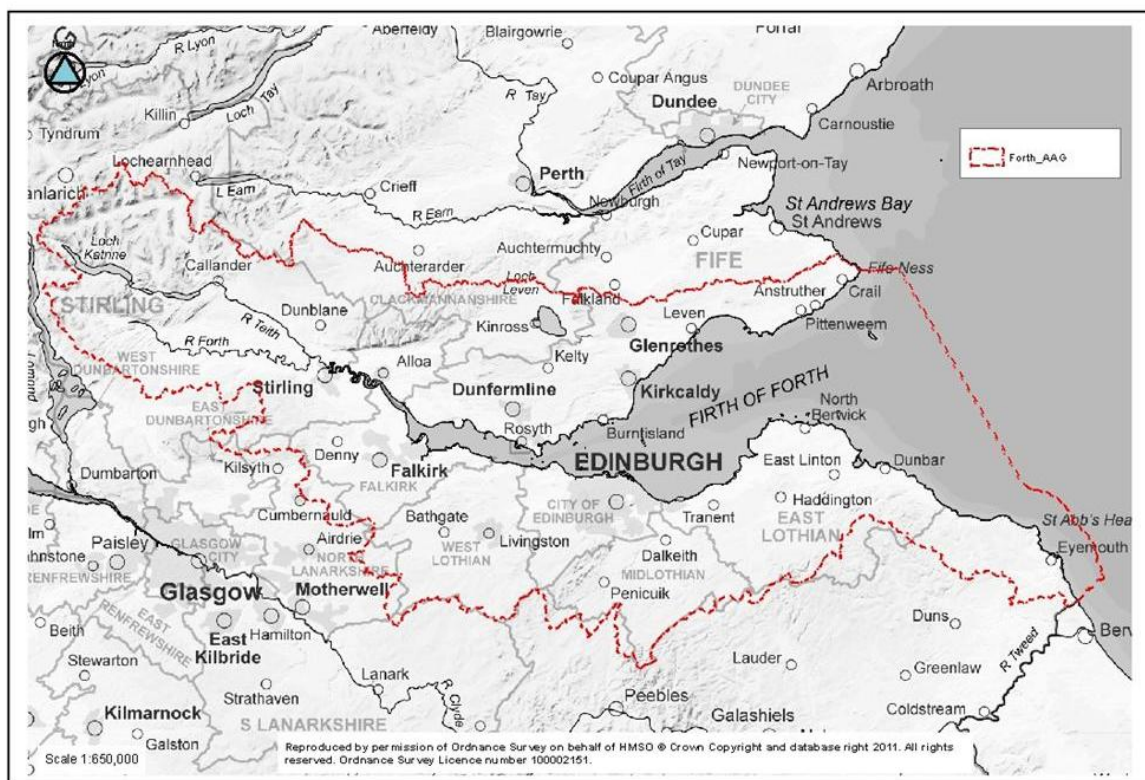 Aberfeldy
Blairgowrie
Forfar
R Lyon
Coupar Angus
DUNDEE
CITY
Arbroath
Loch Tay
R Tay
Dundee
Killin
Carnoustie
Tyndrum
Lochearnhead
Newport-on-Tay
Forth_AAG
anlarich
L Earn
Crieff
Perth
Firth of Tay
R Earn
Newburgh
St Andrews Bay
St Andrews
Loch
Katrine
Auchtermuchty
Cupar
Callander
Auchterarder
FIFE
Fife Ness
Loch
Leven
STIRLING
CLACKMANNANSHIRE
Falkland
Anstruther
Crail
Dunblane
Kinross
Leven
Pittenweem
R Teith
R Forth
Glenrothes
WEST
DUNBARTONSHIRE
Alloa
Kelty
Stirling
Dunfermline
Kirkcaldy
FIRTH OF FORTH
EAST
DUNBARTONSHIRE
North
Berwick
Rosyth
Burntisland
Denny
Dumbarton
Kilsyth
Falkirk
EDINBURGH
East Linton
Dunbar
FALKIRK
Haddington
Cumbernauld
Bathgate
CITY OF
EDINBURGH
Tranent
EAST
LOTHIAN
St Abb's Hea
Airdrie
Livingston
Dalkeith
Eyemouth
Paisley
GLASGOW
CITY
NORTH
LANARKSHIRE
WEST
LOTHIAN
MIDLOTHIAN
RENFREWSHIRE
Glasgow
Motherwell
Penicuik
EAST
RENFREWSHIRE
Hamilton
Duns
Beith
East
Kilbride
R Tweed
Berv
Stewarton
Lanark
Lauder
Greenlaw
Strathaven
R Clyde
Peebles
Kilmarnock
S LANARKSHIRE
Galashiels
Coldstream
Galston
Scale 1:650,000
Reproduced by permission of Ordnance Survey on behalf of HMSO © Crown Copyright and database right 2011. All rights
reserved. Ordnance Survey Licence number 100002151.